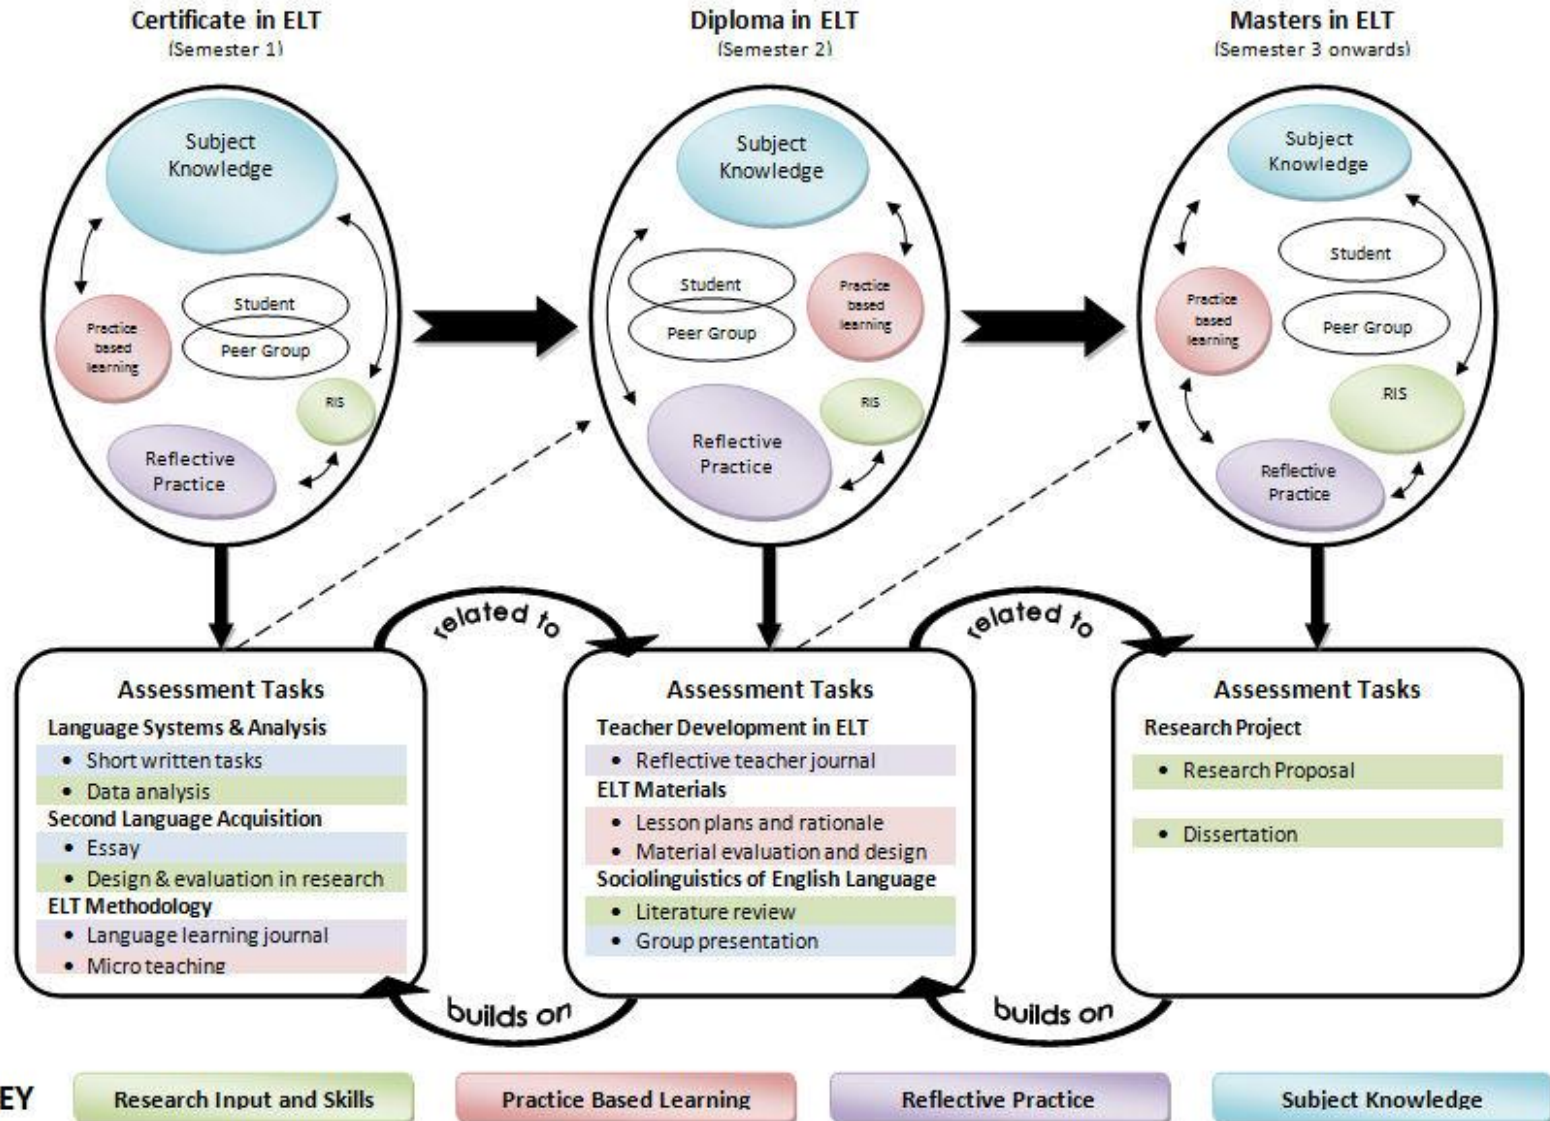 Certificate in ELT
(Semester 1)
Diploma in ELT
(Semester 2)
Masters in ELT
(Semester 3 onwards)
Subject
Knowledge
Practice
based
learning
Student
Peer Group
RIS
Reflective
Practice
Subject
Knowledge
Student
Peer Group
Practice
based
learning
RIS
Reflective
Practice
Subject
Knowledge
Student
Peer Group
Practice
based
learning
RIS
Reflective
Practice
related to
related to
Assessment Tasks
Language Systems & Analysis
• Short written tasks
• Data analysis
Second Language Acquisition
• Essay
• Design & evaluation in research
ELT Methodology
• Language learning journal
• Micro teaching
Assessment Tasks
Teacher Development in ELT
• Reflective teacher journal
ELT Materials
• Lesson plans and rationale
• Material evaluation and design
Sociolinguistics of English Language
• Literature review
• Group presentation
Assessment Tasks
Research Project
• Research Proposal
• Dissertation
builds on
builds on
EY
Research Input and Skills
Practice Based Learning
Reflective Practice
Subject Knowledge